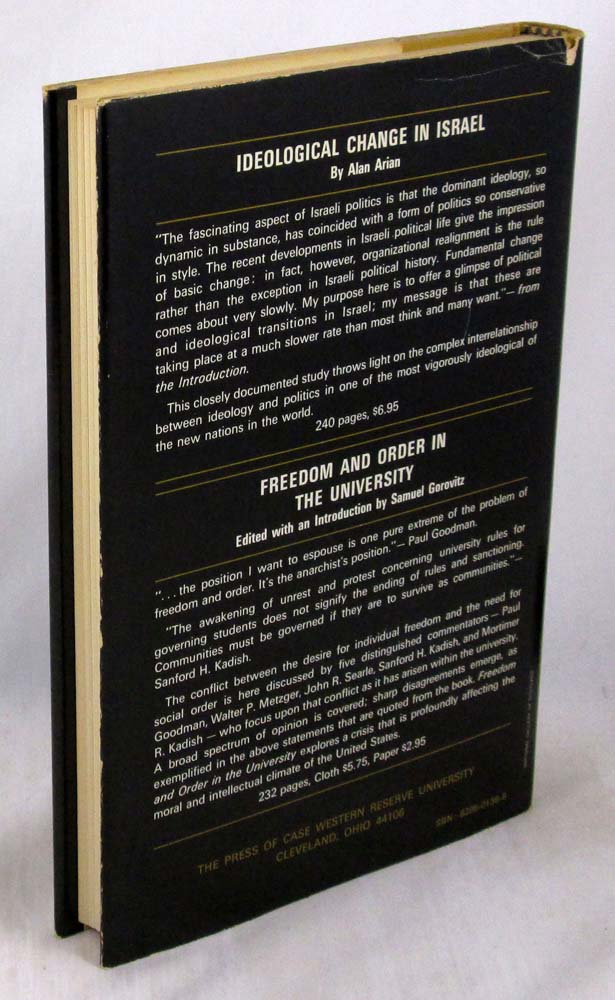 IDEOLOGICAL CHANGE IN ISRAEL
By Alan Arian
"The fascinating aspect of Israeli politics is that the dominant ideology, so
dynamic in substance, has coincided with a form of politics so conservative
in style. The recent developments in Israeli political life give the impression
of basic change: in fact, however, organizational realignment is the rule
rather than the exception in Israeli political history. Fundamental change
comes about very slowly. My purpose here is to offer a glimpse of political
and ideological transitions in Israel; my message is that these are
taking place at a much slower rate than most think and many want."—from
the Introduction.
This closely documented study throws light on the complex interrelationship
between ideology and politics in one of the most vigorously ideological of
the new nations in the world.
240 pages, $6.95
FREEDOM AND ORDER IN
THE UNIVERSITY
Edited with an Introduction by Samuel Gorovitz
". . . the position I want to espouse is one pure extreme of the problem of
freedom and order. It's the anarchist's position."— Paul Goodman.
"The awakening of unrest and protest concerning university rules for
governing students does not signify the ending of rules and sanctioning.
Communities must be governed if they are to survive as communities."—
Sanford H. Kadish.
The conflict between the desire for individual freedom and the need for
social order is here discussed by five distinguished commentators — Paul
Goodman, Walter P. Metzger, John R. Searle, Sanford H. Kadish, and Mortimer
R. Kadish — who focus upon that conflict as it has arisen within the university.
A broad spectrum of opinion is covered; sharp disagreements emerge, as
exemplified in the above statements that are quoted from the book. Freedom
and Order in the University explores a crisis that is profoundly affecting the
moral and intellectual climate of the United States.
232 pages, Cloth $5.75, Paper $2.95
THE PRESS OF CASE WESTERN RESERVE UNIVERSITY
CLEVELAND, OHIO 44106